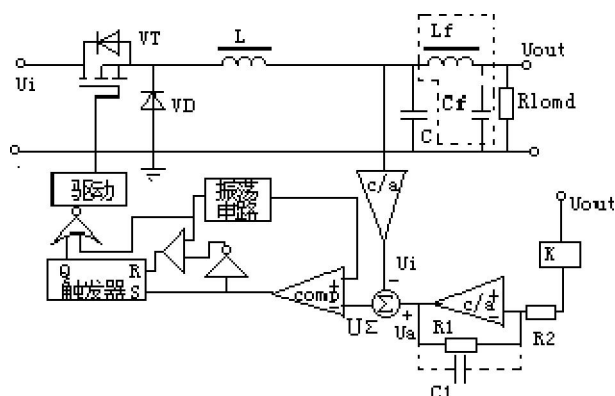 VT
L
Lf
Uout
Ui
VD
C
Cf
Rlomd
驱动
振荡
电路
c/a
Uout
Q
R
触发器
S
comp
+
-
Ui
-
Σ
UΣ
+
Ua
c/a
+
-
K
R1
R2
C1